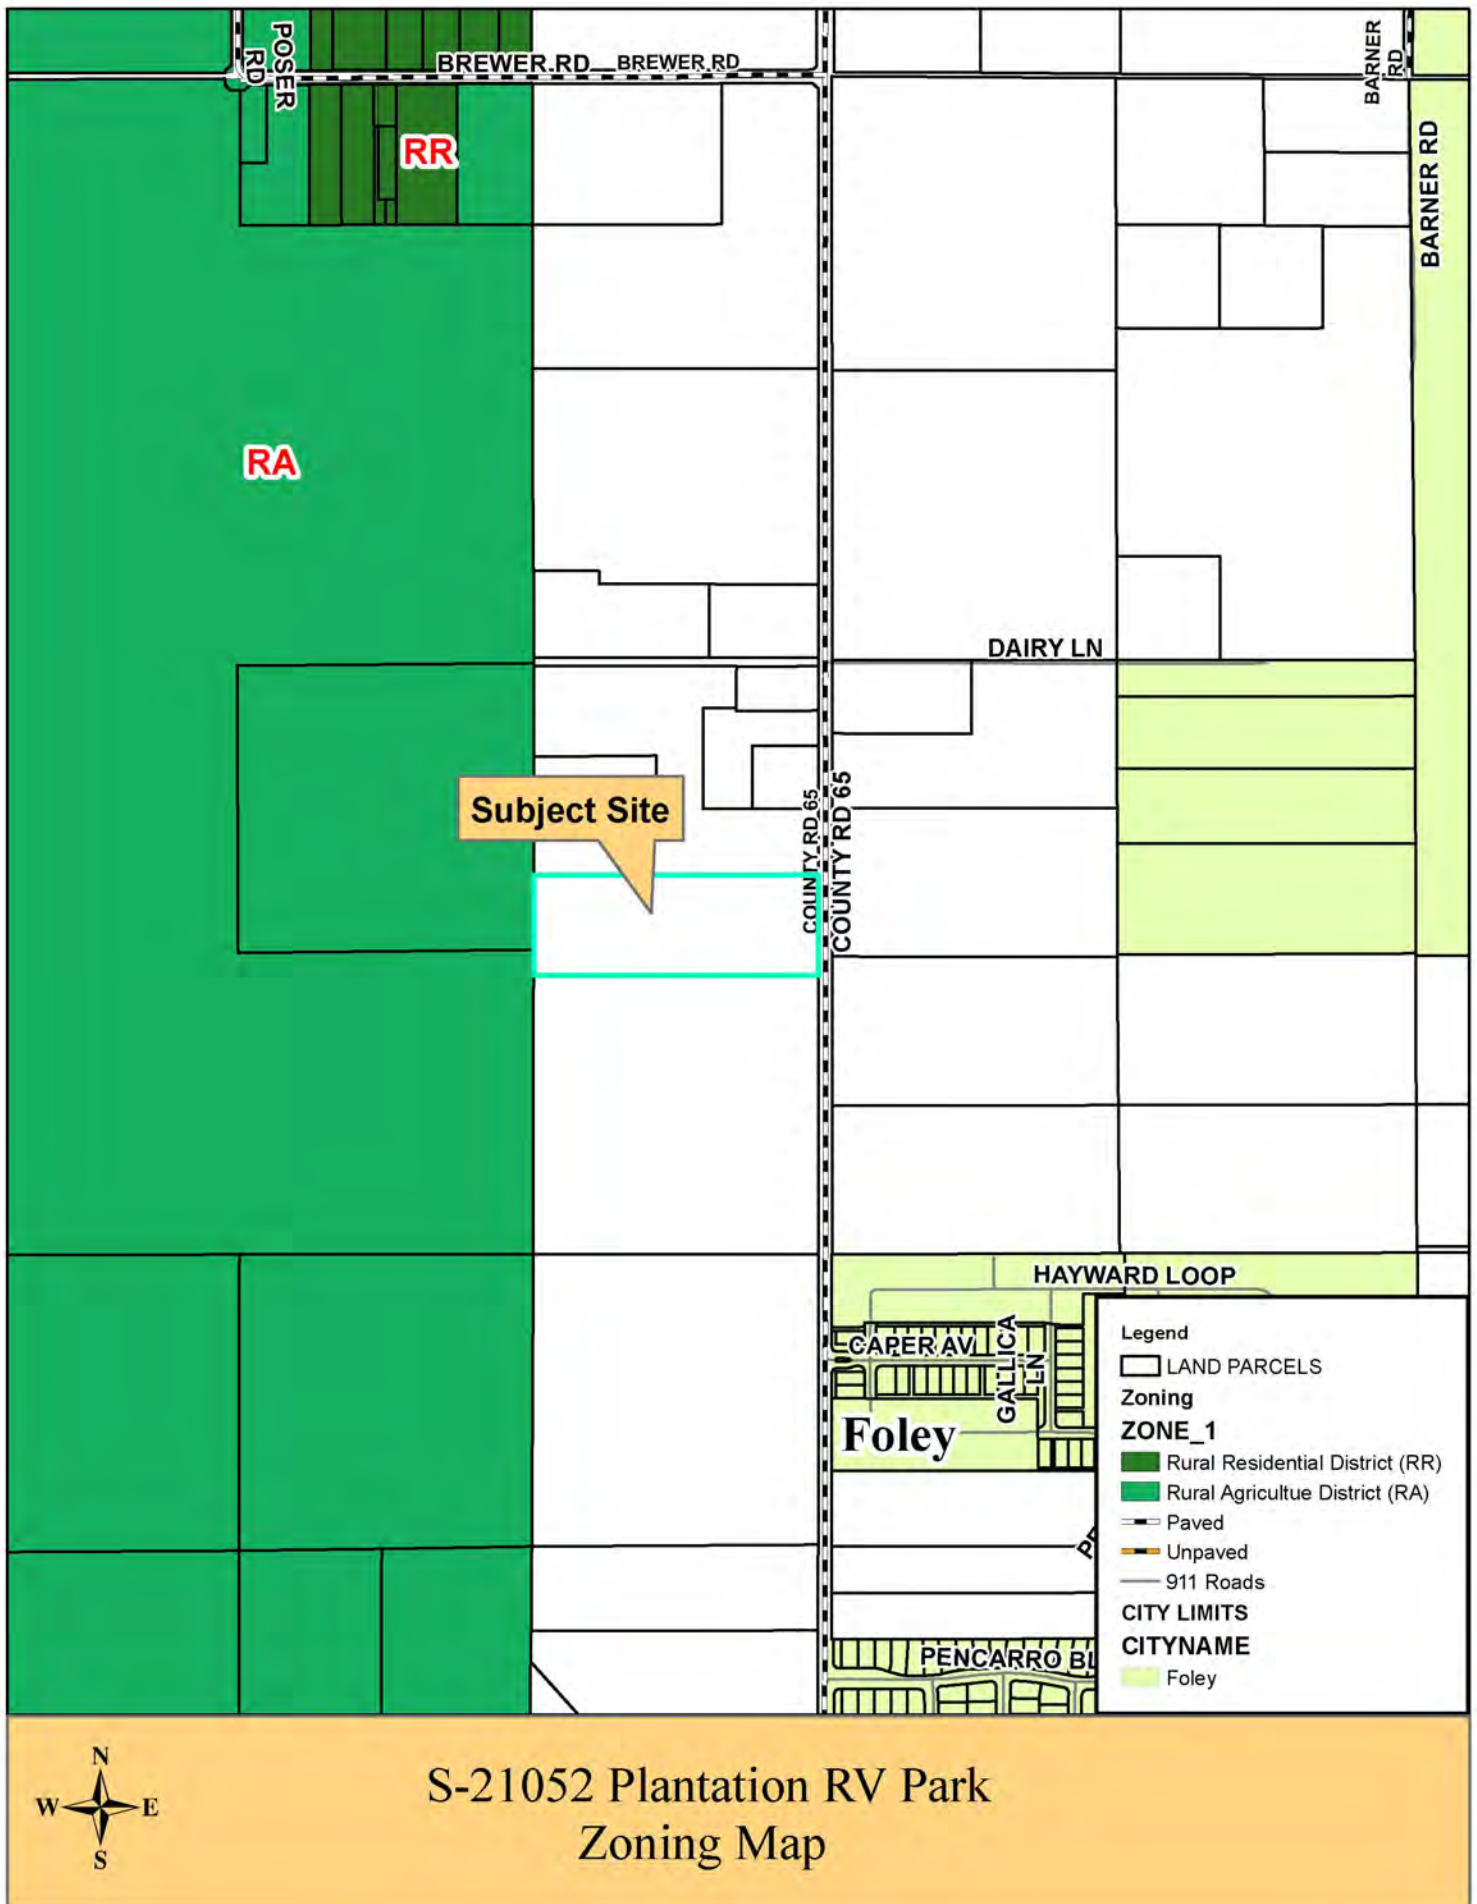 POSER
RD
BREWER RD
BREWER RD
BARNER
RD
BARNER RD
RR
RA
DAIRY LN
Subject Site
COUNTY RD 65
COUNTY RD 65
HAYWARD LOOP
CAPER AV
GALLICA
LN
Foley
PENCARRO BL
Legend
LAND PARCELS
Zoning
ZONE_1
Rural Residential District (RR)
Rural Agricultue District (RA)
Paved
Unpaved
911 Roads
CITY LIMITS
CITYNAME
Foley
N
W E
S
S-21052 Plantation RV Park
Zoning Map